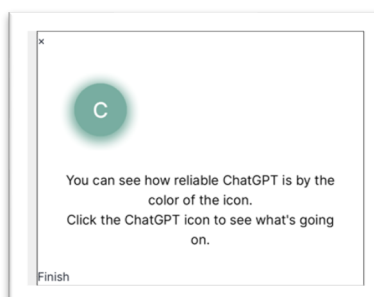 ×
C
You can see how reliable ChatGPT is by the
color of the icon.
Click the ChatGPT icon to see what's going
on.
Finish